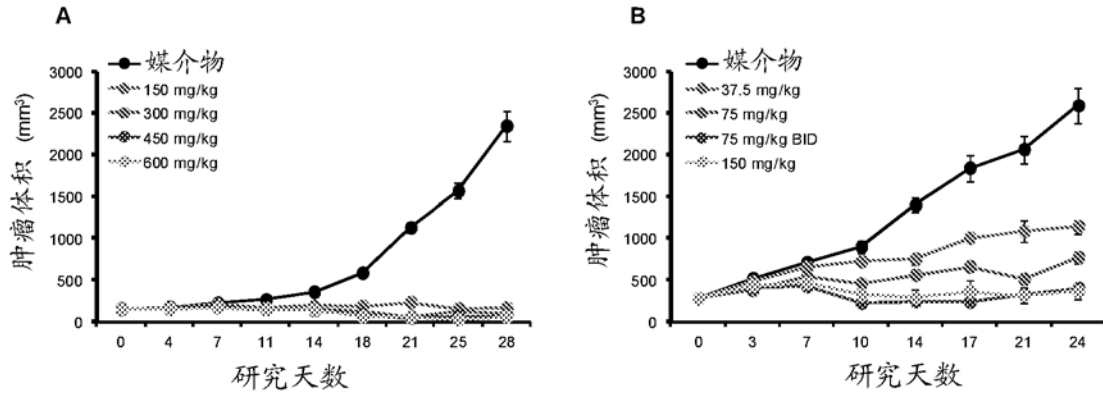 A
媒介物
150 mg/kg
300 mg/kg
450 mg/kg
600 mg/kg
肿瘤体积 (mm³)
3000
2500
2000
1500
1000
500
0
0 4 7 11 14 18 21 25 28
研究天数
B
媒介物
37.5 mg/kg
75 mg/kg
75 mg/kg BID
150 mg/kg
肿瘤体积 (mm³)
3000
2500
2000
1500
1000
500
0
0 3 7 10 14 17 21 24
研究天数